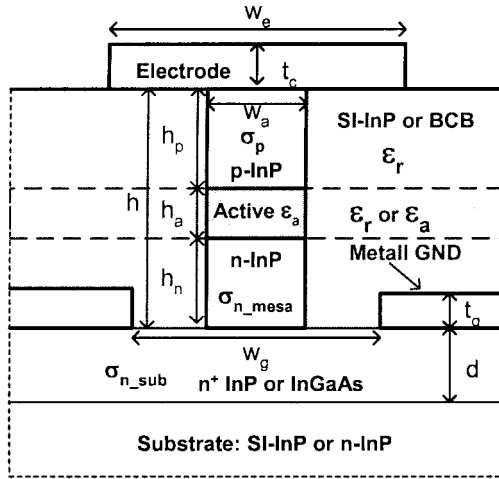 w_e
Electrode
t_c
w_a
SI-InP or BCB
h_p
σ_p
p-InP
ε_r
h
h_a
Active ε_a
ε_r or ε_a
n-InP
Metall GND
h_n
σ_n_mesa
t_g
w_g
σ_n_sub
n⁺ InP or InGaAs
d
Substrate: SI-InP or n-InP